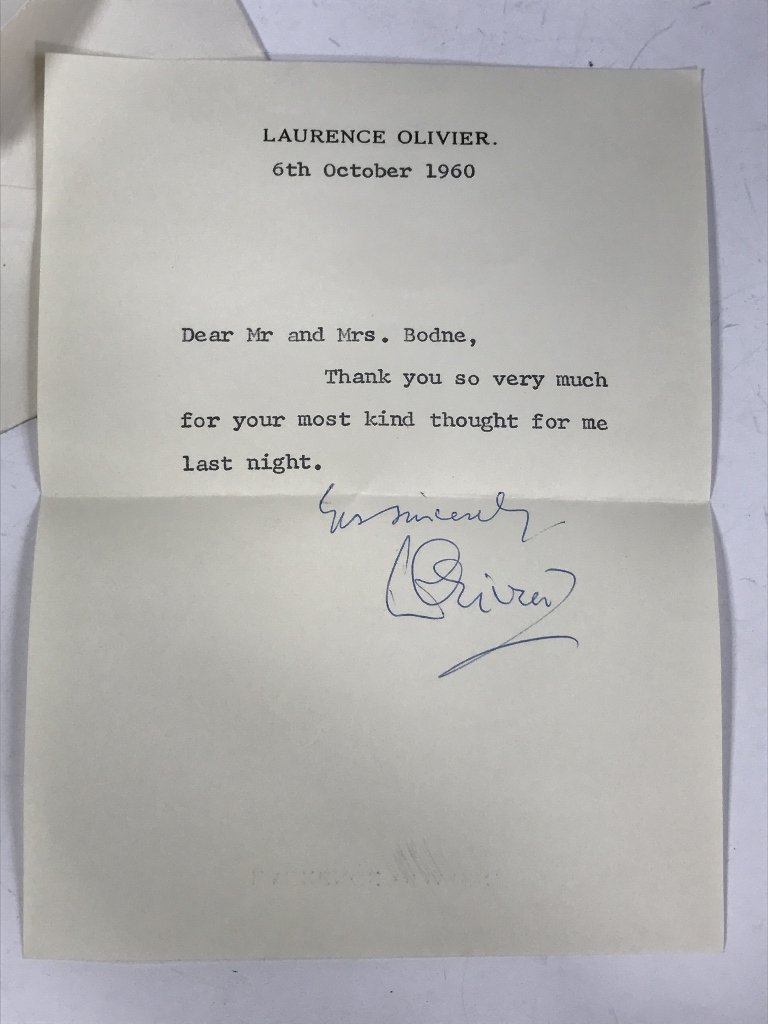 LAURENCE OLIVIER.
6th October 1960
Dear Mr and Mrs. Bodne,
Thank you so very much
for your most kind thought for me
last night.
Yrs sincerely
LOlivier